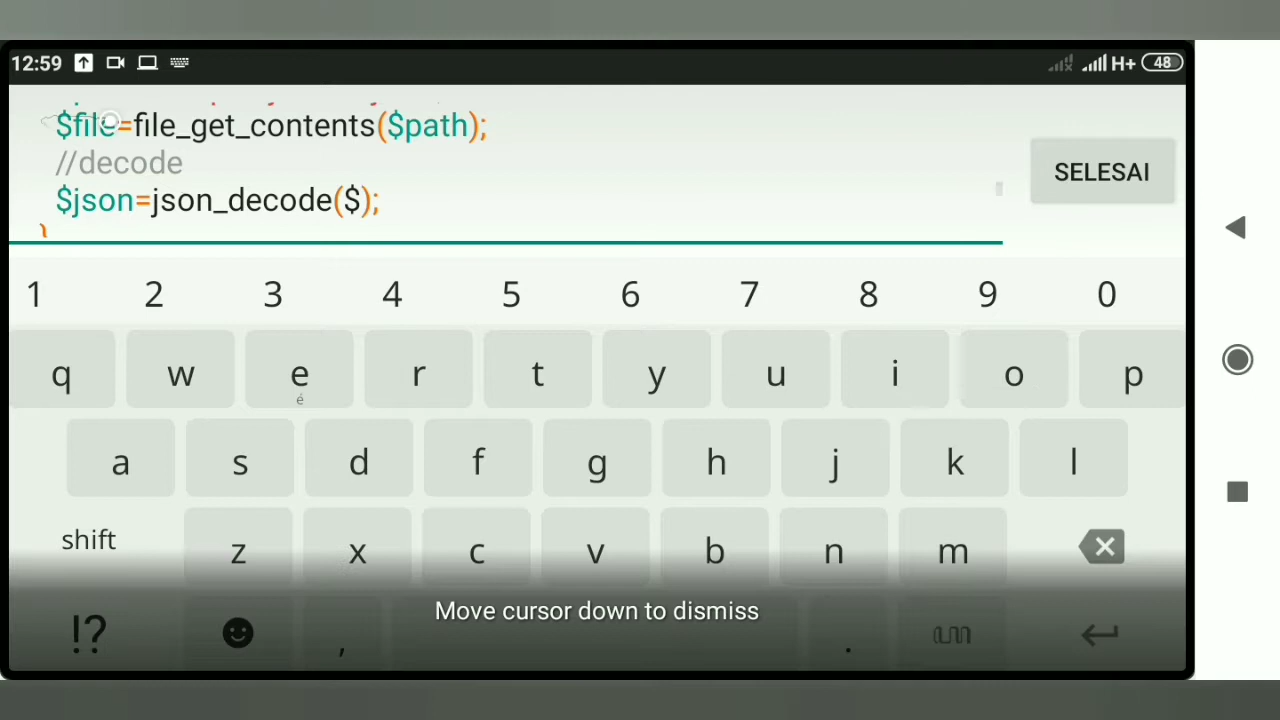 12:59 H+ 48
$file=file_get_contents($path);
//decode
$json=json_decode($);
SELESAI
1 2 3 4 5 6 7 8 9 0
q w e r t y u i o p
é
a s d f g h j k l
shift z x c v b n m
Move cursor down to dismiss
!? , .